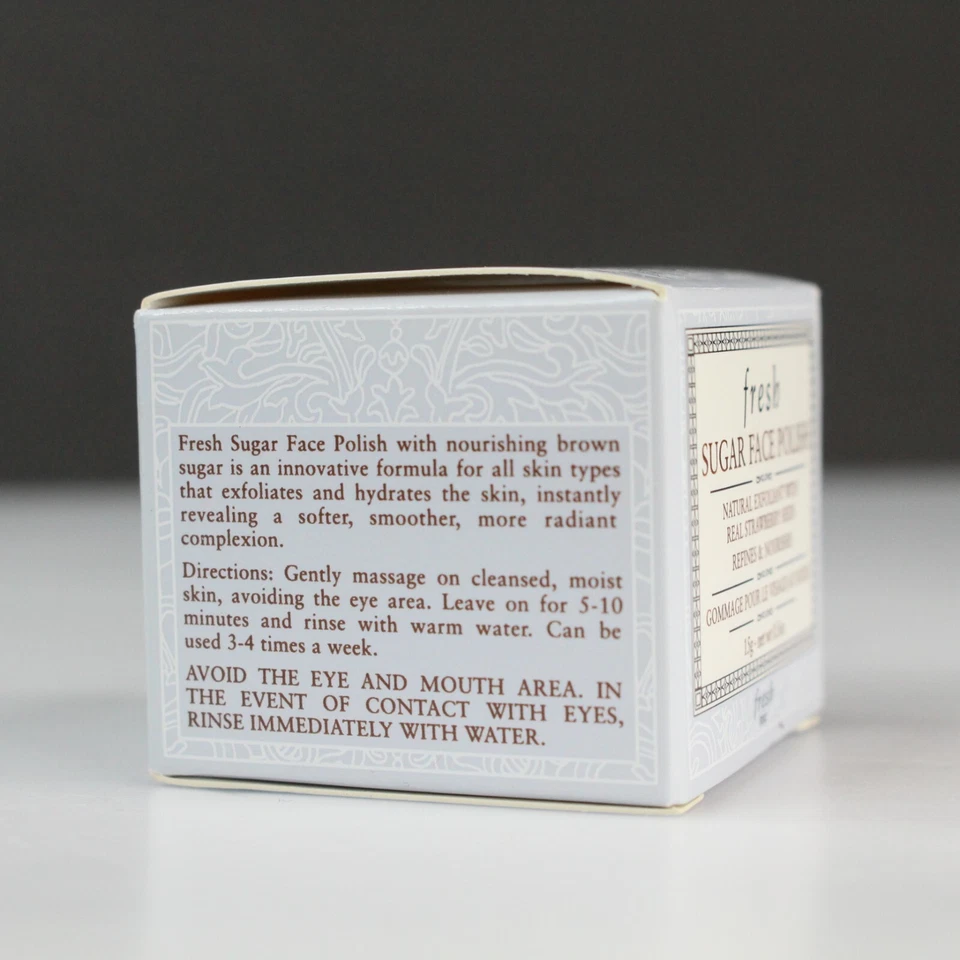 Fresh Sugar Face Polish with nourishing brown
sugar is an innovative formula for all skin types
that exfoliates and hydrates the skin, instantly
revealing a softer, smoother, more radiant
complexion.
Directions: Gently massage on cleansed, moist
skin, avoiding the eye area. Leave on for 5-10
minutes and rinse with warm water. Can be
used 3-4 times a week.
AVOID THE EYE AND MOUTH AREA. IN
THE EVENT OF CONTACT WITH EYES,
RINSE IMMEDIATELY WITH WATER.
fresh
SUGAR FACE POLISH
NATURAL EXFOLIANT WITH
REAL STRAWBERRY SEEDS
REFINES & NOURISHES
GOMMAGE POUR LE
fresh